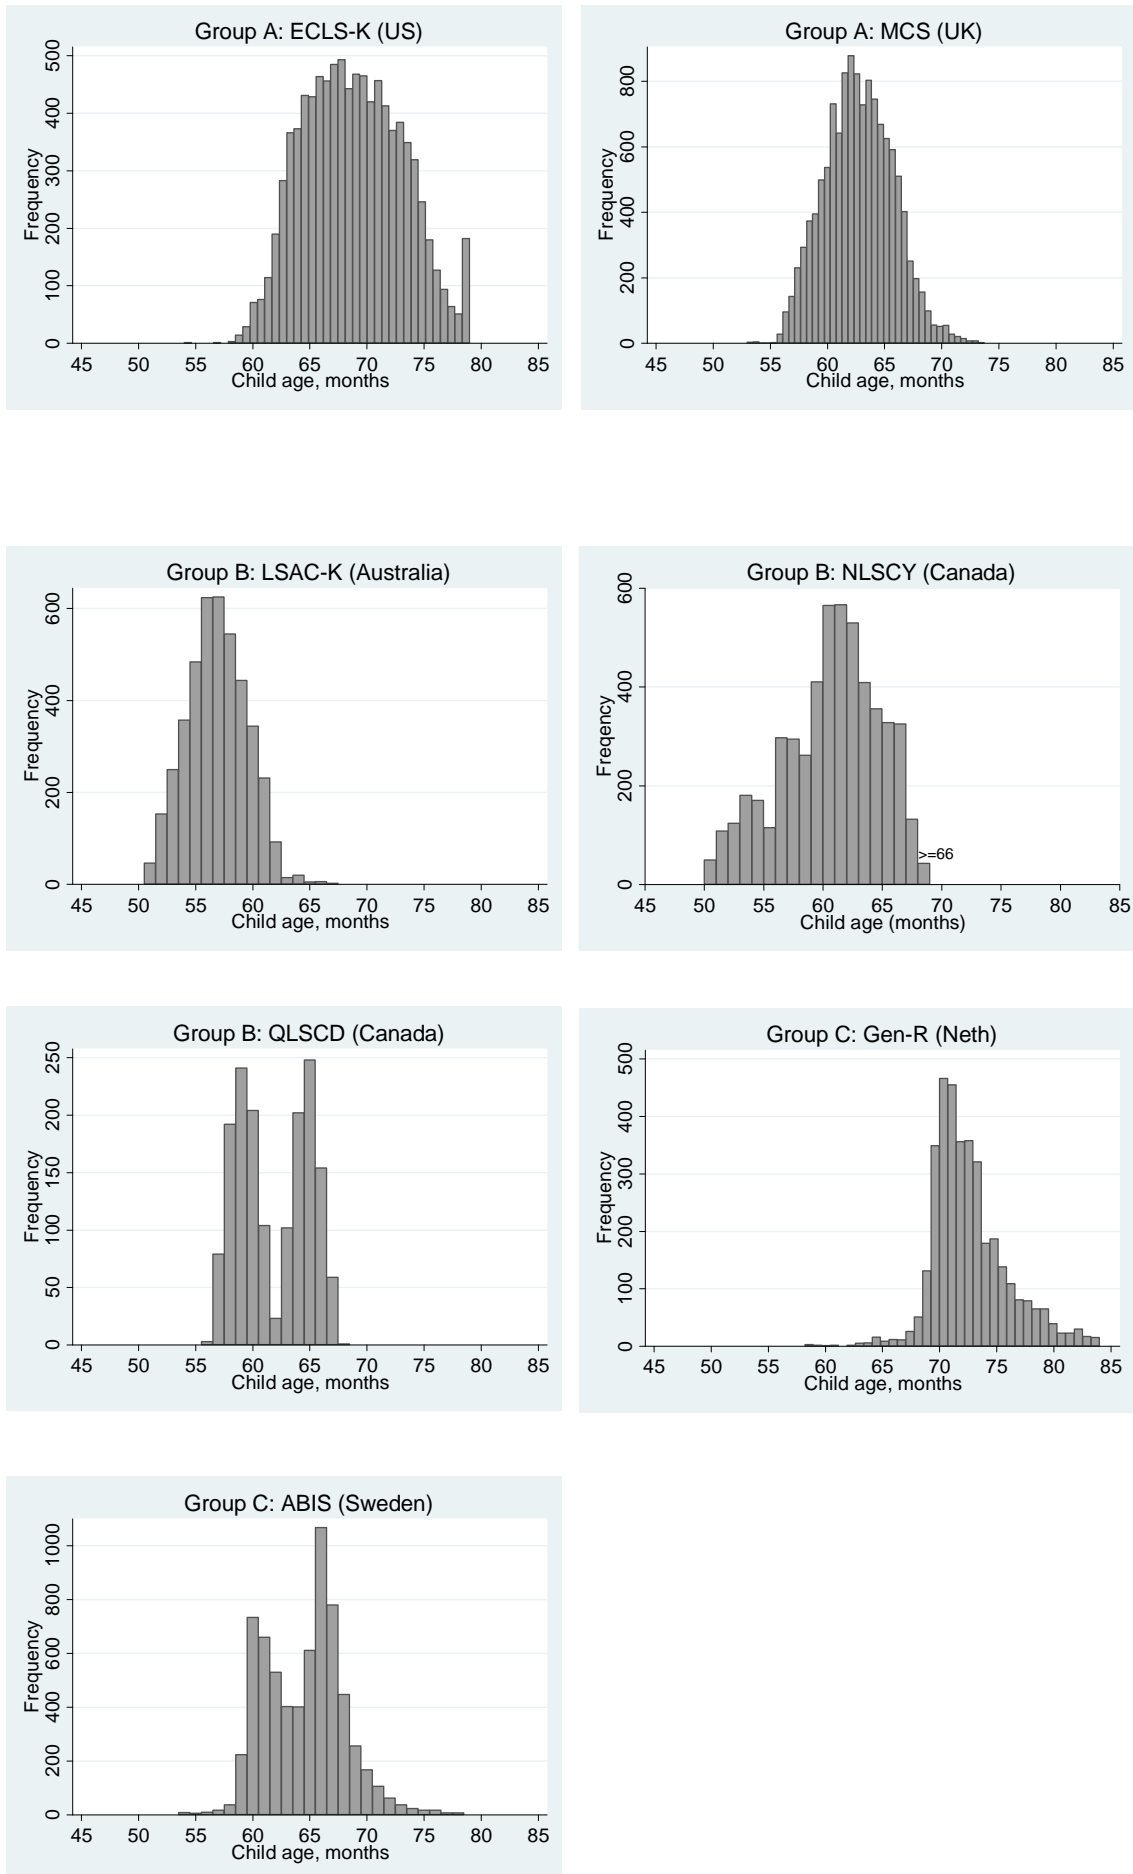 Group A: ECLS-K (US)
Frequency
0 100 200 300 400 500
45 50 55 60 65 70 75 80 85
Child age, months
Group A: MCS (UK)
Frequency
0 200 400 600 800
45 50 55 60 65 70 75 80 85
Child age, months
Group B: LSAC-K (Australia)
Frequency
0 200 400 600
45 50 55 60 65 70 75 80 85
Child age, months
Group B: NLSCY (Canada)
Freqency
0 200 400 600
>=66
45 50 55 60 65 70 75 80 85
Child age (months)
Group B: QLSCD (Canada)
Frequency
0 50 100 150 200 250
45 50 55 60 65 70 75 80 85
Child age, months
Group C: Gen-R (Neth)
Frequency
0 100 200 300 400 500
45 50 55 60 65 70 75 80 85
Child age, months
Group C: ABIS (Sweden)
Frequency
0 200 400 600 800 1000
45 50 55 60 65 70 75 80 85
Child age, months